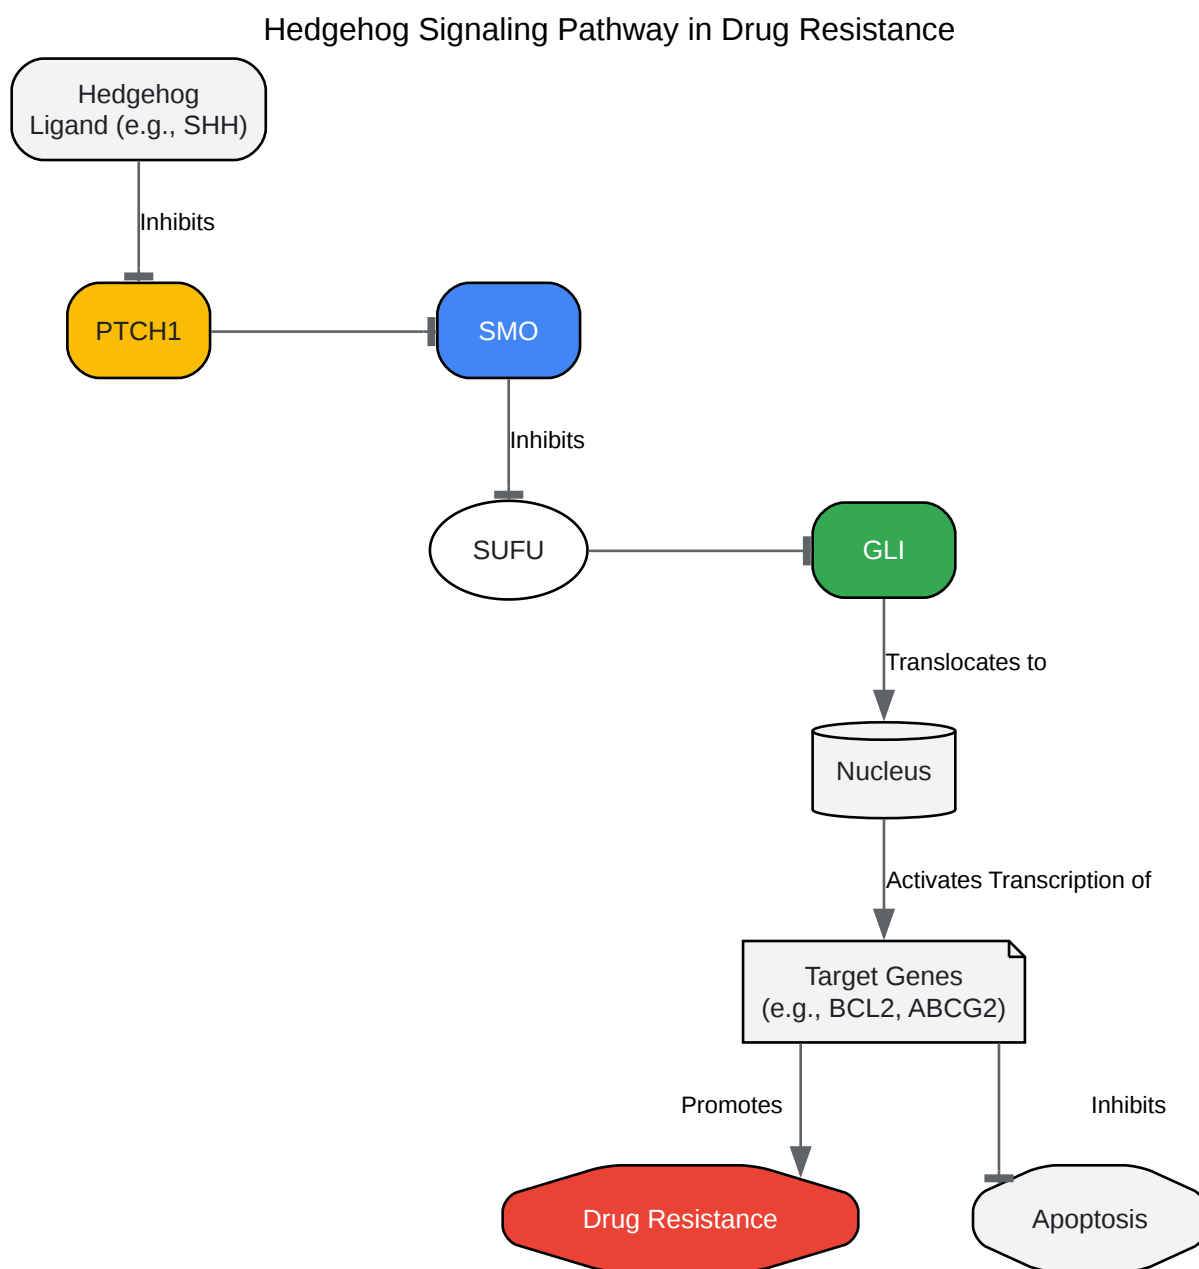 Hedgehog Signaling Pathway in Drug Resistance
Hedgehog
Ligand (e.g., SHH)
Inhibits
PTCH1
SMO
Inhibits
SUFU
GLI
Translocates to
Nucleus
Activates Transcription of
Target Genes
(e.g., BCL2, ABCG2)
Promotes
Inhibits
Drug Resistance
Apoptosis